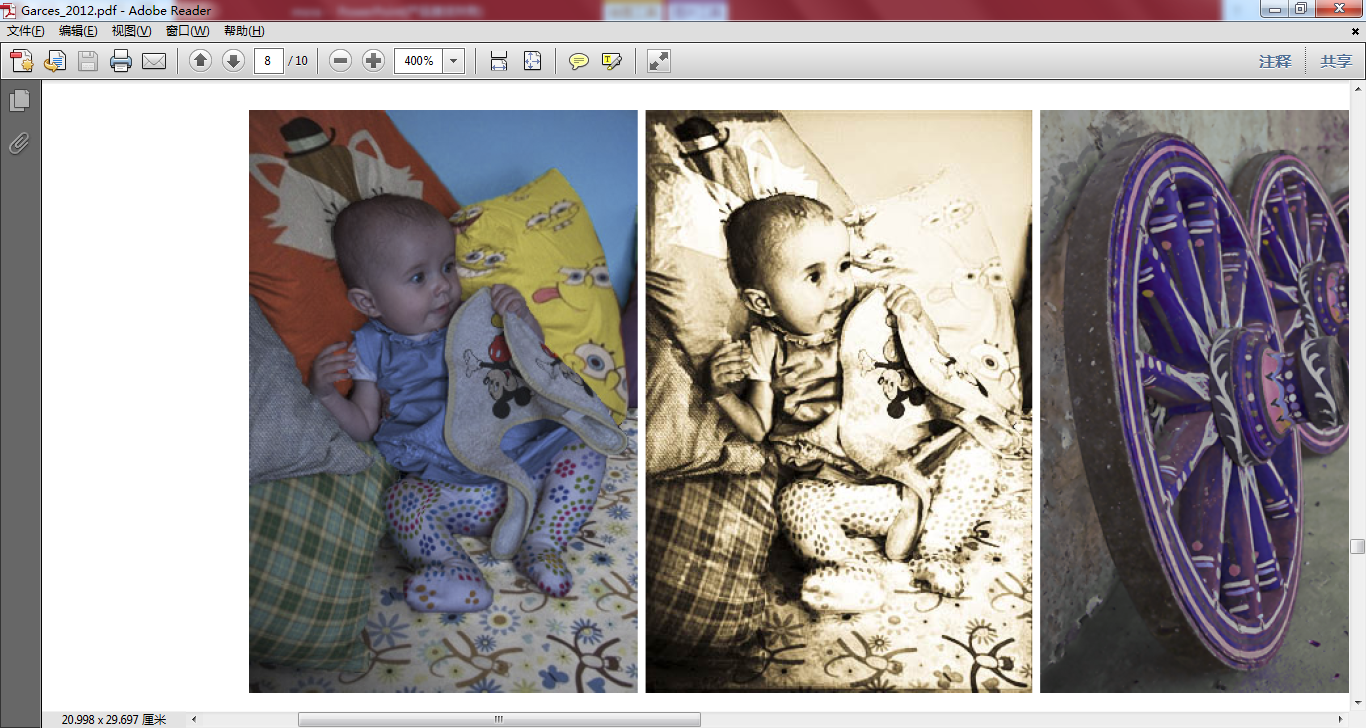 Garces_2012.pdf - Adobe Reader
文件(F) 编辑(E) 视图(V) 窗口(W) 帮助(H)
8 / 10 400% 注释 共享
20.998 x 29.697 厘米